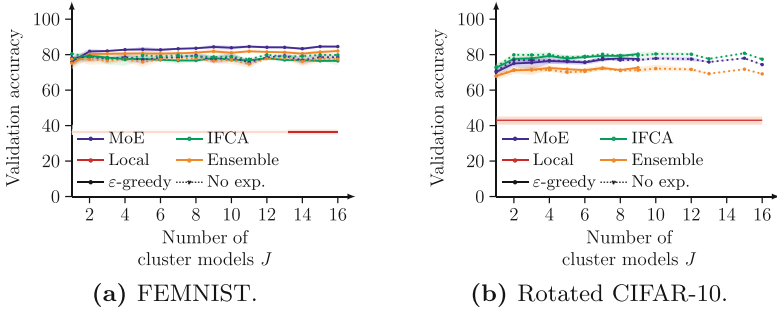 100
80
60
40
20
0
Validation accuracy
MoE IFCA
Local Ensemble
ε-greedy No exp.
2 4 6 8 10 12 14 16
Number of
cluster models J
(a) FEMNIST.
100
80
60
40
20
0
Validation accuracy
MoE IFCA
Local Ensemble
ε-greedy No exp.
2 4 6 8 10 12 14 16
Number of
cluster models J
(b) Rotated CIFAR-10.